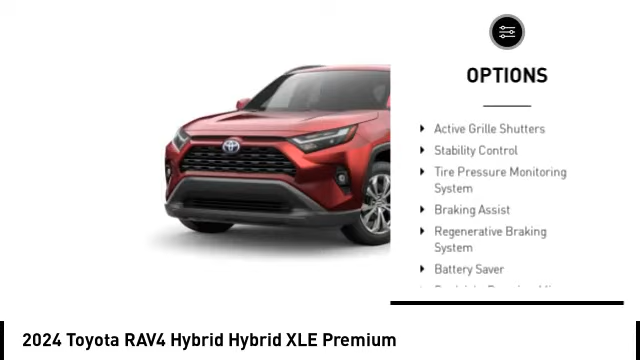 OPTIONS
Active Grille Shutters
Stability Control
Tire Pressure Monitoring
System
Braking Assist
Regenerative Braking
System
Battery Saver
2024 Toyota RAV4 Hybrid Hybrid XLE Premium